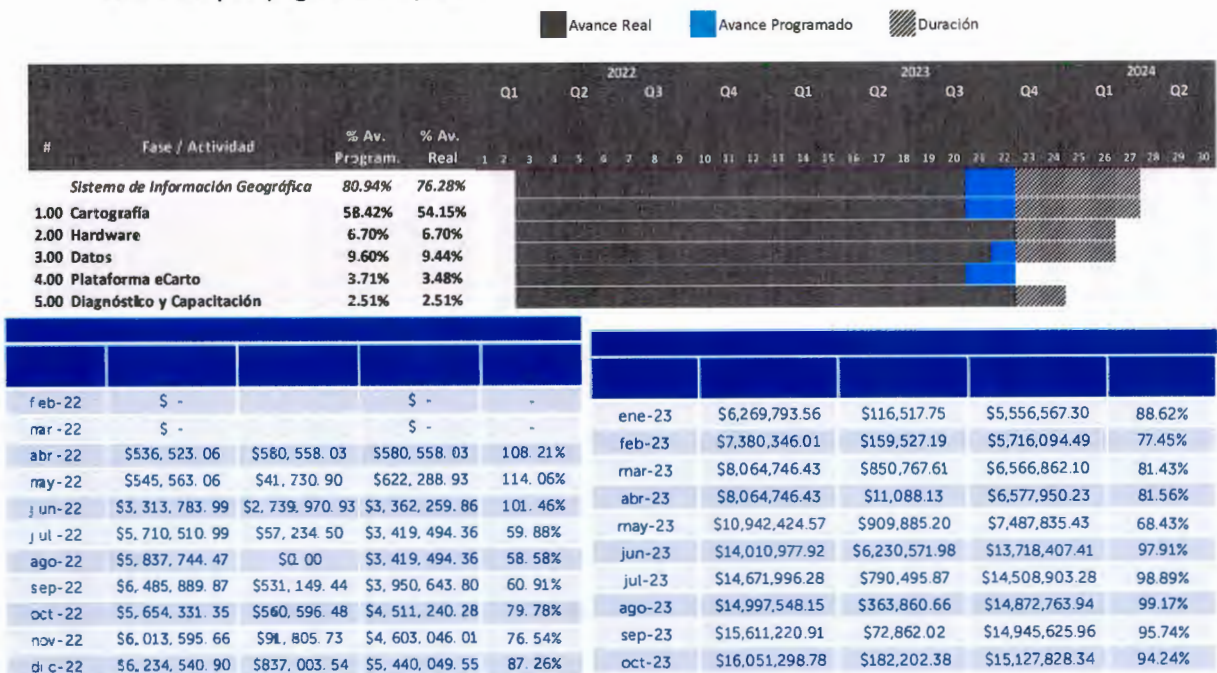 Avance Real Avance Programado Duración
2022 2023 2024
Q1 Q2 Q3 Q4 Q1 Q2 Q3 Q4 Q1 Q2
# Fase / Actividad % Av. Program. % Av. Real 1 2 3 4 5 6 7 8 9 10 11 12 13 14 15 16 17 18 19 20 21 22 23 24 25 26 27 28 29 30
Sistema de Información Geográfica 80.94% 76.28%
1.00 Cartografía 58.42% 54.15%
2.00 Hardware 6.70% 6.70%
3.00 Datos 9.60% 9.44%
4.00 Plataforma eCarto 3.71% 3.48%
5.00 Diagnóstico y Capacitación 2.51% 2.51%
feb-22 $ - $ - -
mar-22 $ - $ - -
abr-22 $536,523.06 $580,558.03 $580,558.03 108.21%
may-22 $545,563.06 $41,730.90 $622,288.93 114.06%
jun-22 $3,313,783.99 $2,739,970.93 $3,362,259.86 101.46%
jul-22 $5,710,510.99 $57,234.50 $3,419,494.36 59.88%
ago-22 $5,837,744.47 $0.00 $3,419,494.36 58.58%
sep-22 $6,485,889.87 $531,149.44 $3,950,643.80 60.91%
oct-22 $5,654,331.35 $560,596.48 $4,511,240.28 79.78%
nov-22 $6,013,595.66 $91,805.73 $4,603,046.01 76.54%
dic-22 $6,234,540.90 $837,003.54 $5,440,049.55 87.26%
ene-23 $6,269,793.56 $116,517.75 $5,556,567.30 88.62%
feb-23 $7,380,346.01 $159,527.19 $5,716,094.49 77.45%
mar-23 $8,064,746.43 $850,767.61 $6,566,862.10 81.43%
abr-23 $8,064,746.43 $11,088.13 $6,577,950.23 81.56%
may-23 $10,942,424.57 $909,885.20 $7,487,835.43 68.43%
jun-23 $14,010,977.92 $6,230,571.98 $13,718,407.41 97.91%
jul-23 $14,671,996.28 $790,495.87 $14,508,903.28 98.89%
ago-23 $14,997,548.15 $363,860.66 $14,872,763.94 99.17%
sep-23 $15,611,220.91 $72,862.02 $14,945,625.96 95.74%
oct-23 $16,051,298.78 $182,202.38 $15,127,828.34 94.24%